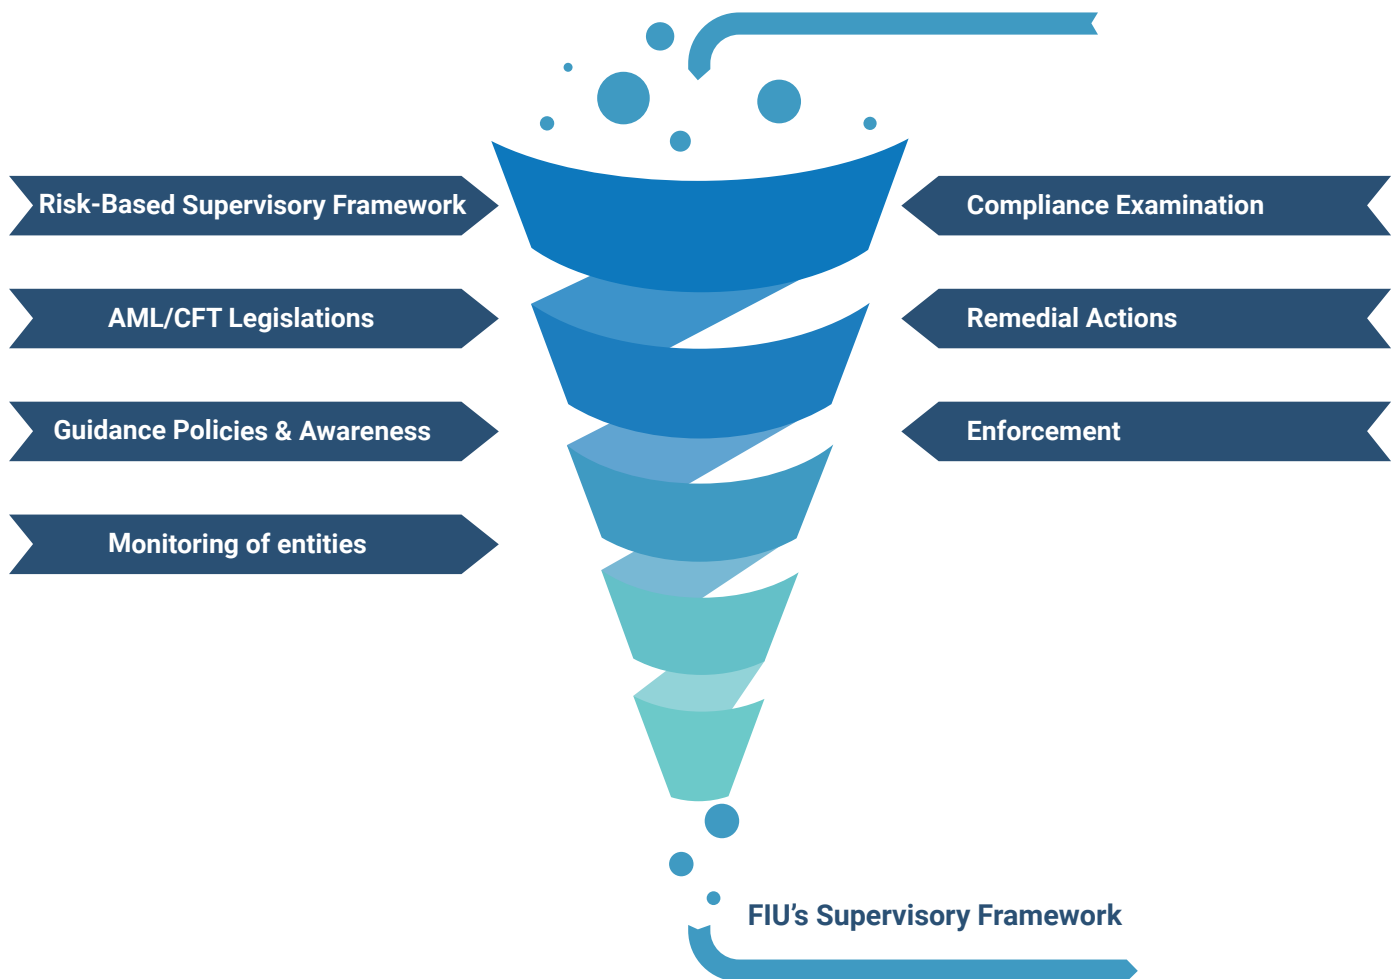 Risk-Based Supervisory Framework
AML/CFT Legislations
Guidance Policies & Awareness
Monitoring of entities
Compliance Examination
Remedial Actions
Enforcement
FIU’s Supervisory Framework